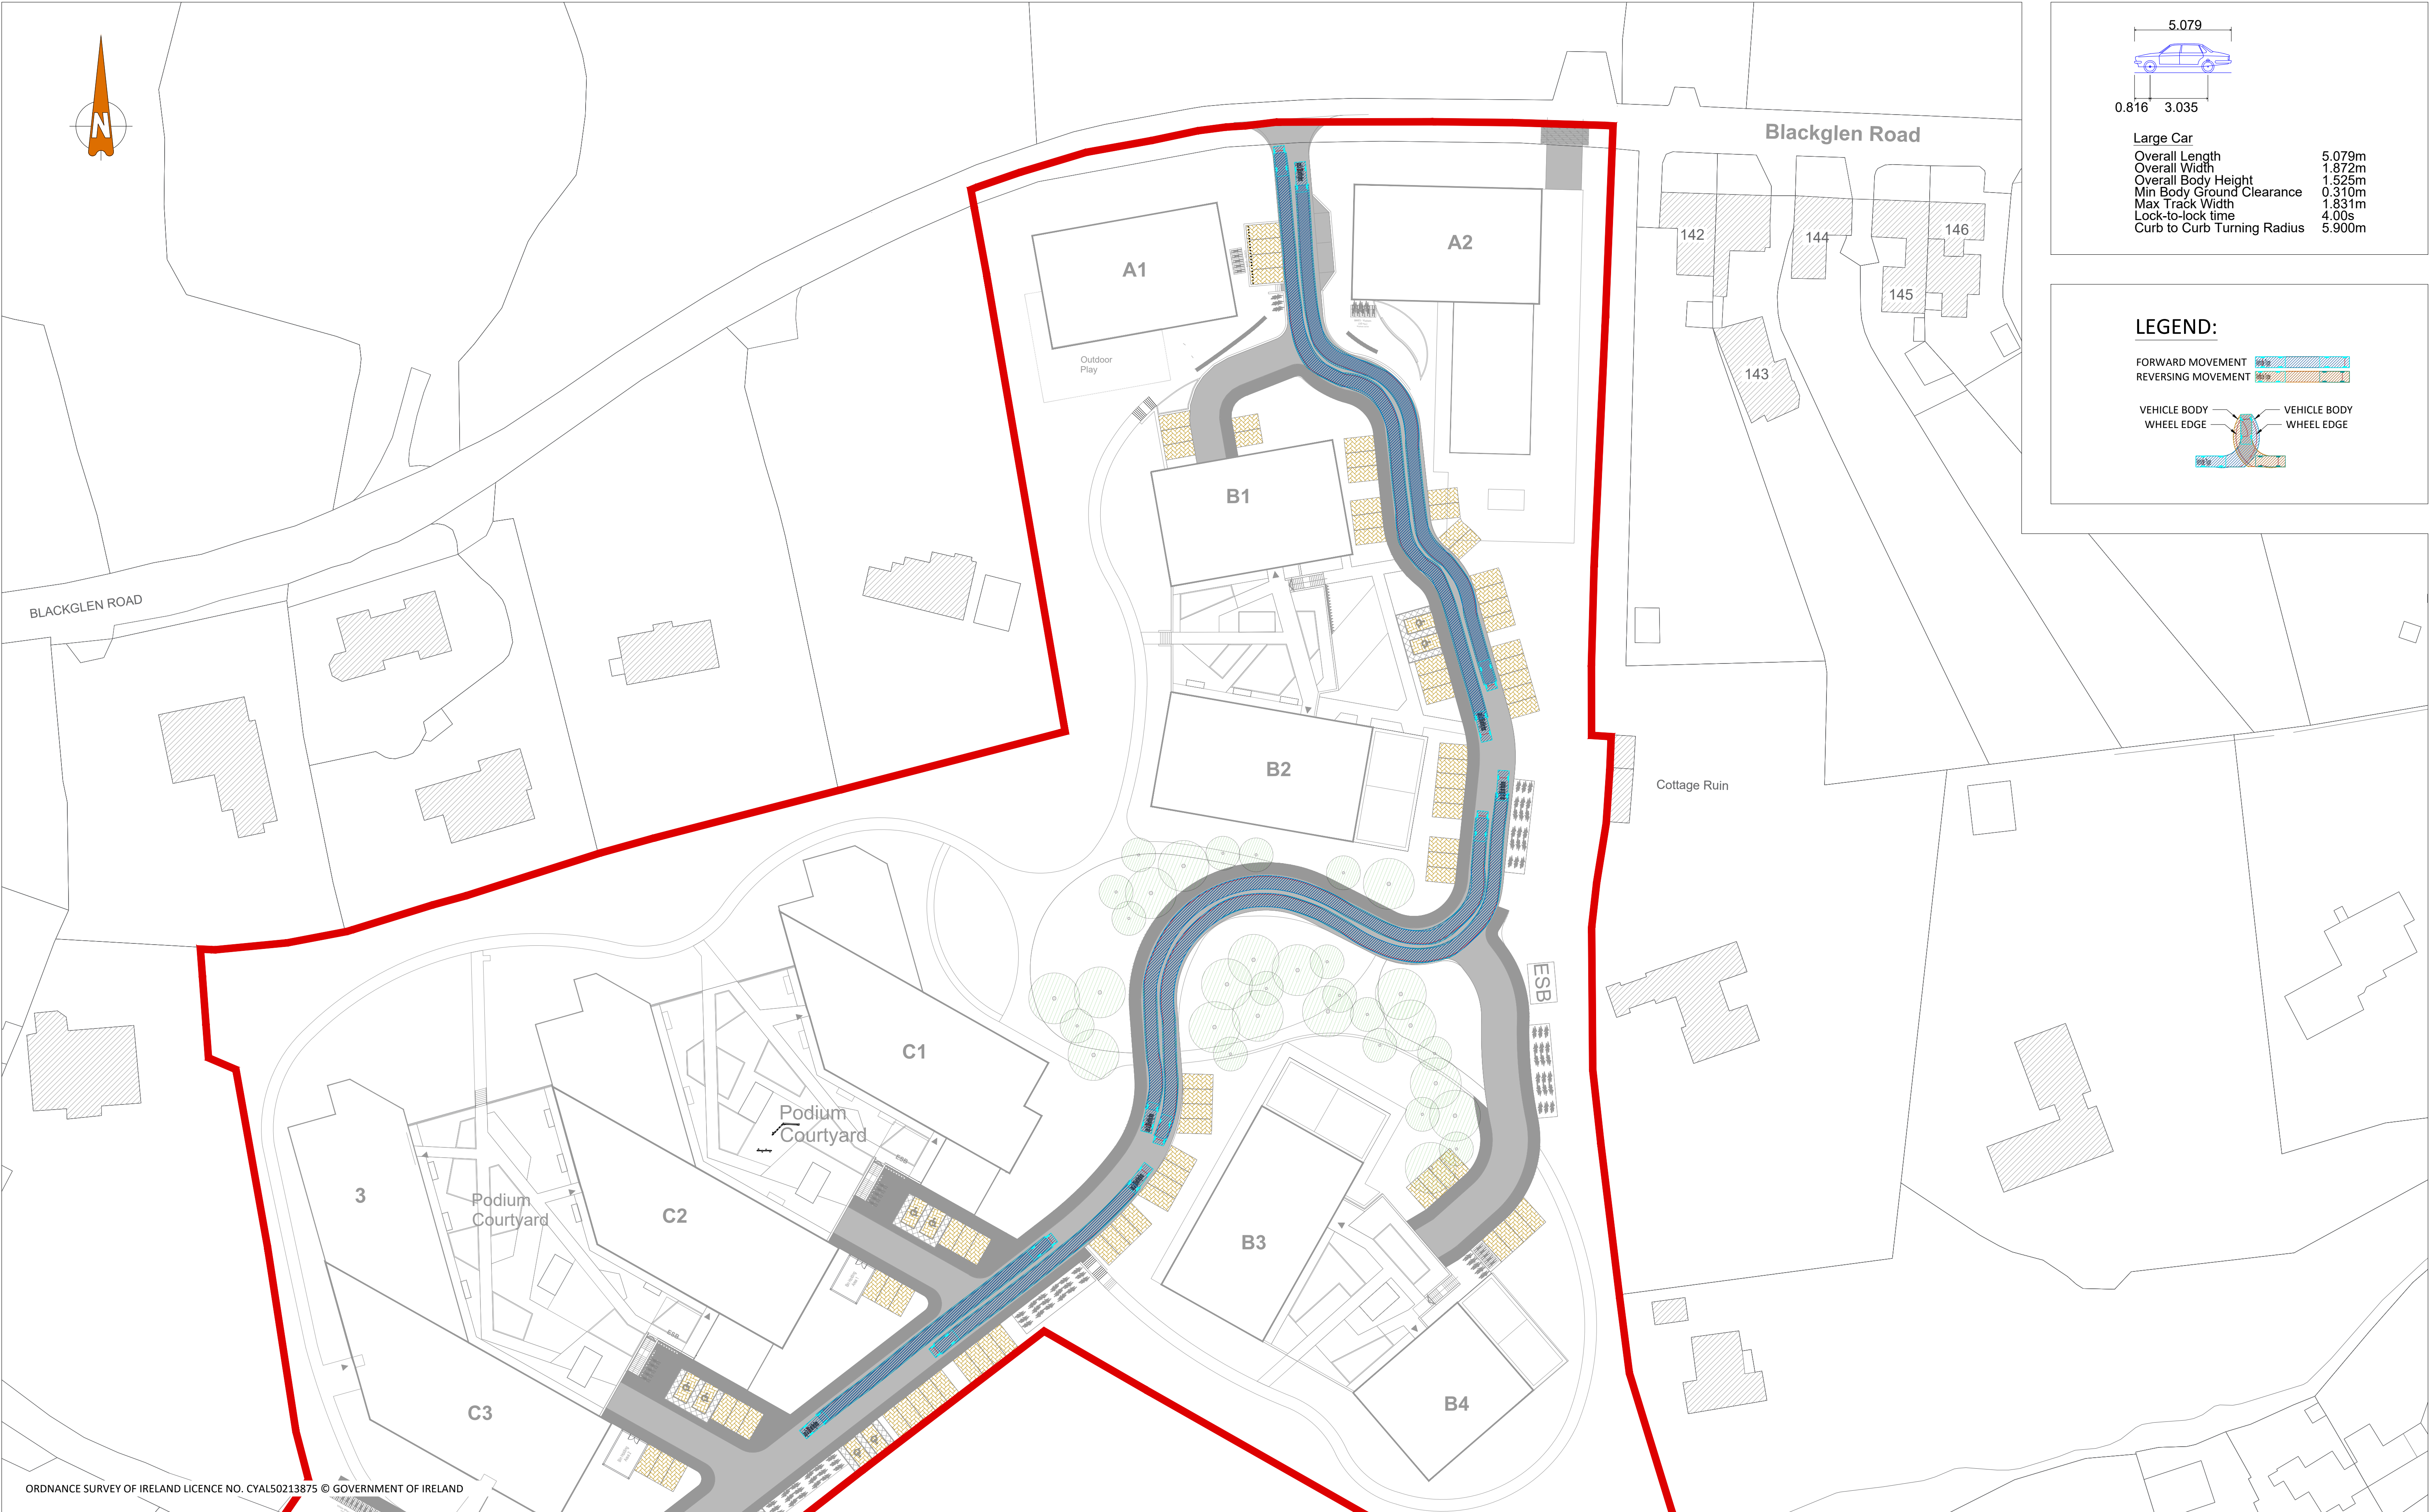 N
5.079
0.816 3.035
Large Car
Overall Length 5.079m
Overall Width 1.872m
Overall Body Height 1.525m
Min Body Ground Clearance 0.310m
Max Track Width 1.831m
Lock-to-lock time 4.00s
Curb to Curb Turning Radius 5.900m
LEGEND:
FORWARD MOVEMENT
REVERSING MOVEMENT
VEHICLE BODY VEHICLE BODY
WHEEL EDGE WHEEL EDGE
Blackglen Road
142
144
146
145
143
A1
A2
Outdoor
Play
B1
BLACKGLEN ROAD
B2
Cottage Ruin
ESB
C1
Podium
Courtyard
ESB
3
Podium
Courtyard
C2
B3
ESB
C3
B4
ORDNANCE SURVEY OF IRELAND LICENCE NO. CYAL50213875 © GOVERNMENT OF IRELAND